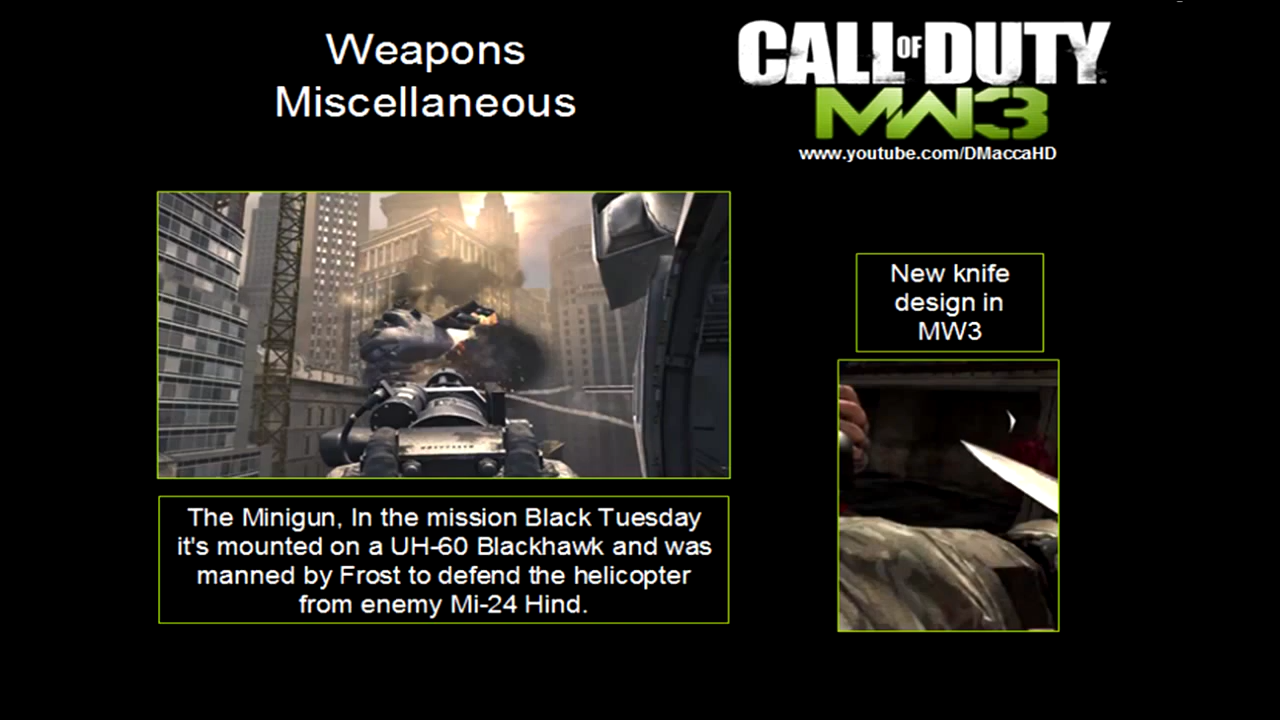 Weapons
Miscellaneous
CALL OF DUTY
MW3
www.youtube.com/DMaccaHD
New knife
design in
MW3
The Minigun, In the mission Black Tuesday
it's mounted on a UH-60 Blackhawk and was
manned by Frost to defend the helicopter
from enemy Mi-24 Hind.